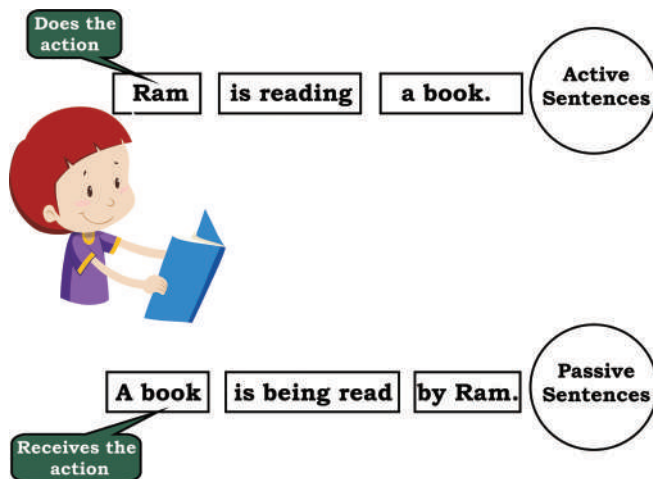 Does the
action
Ram is reading a book.
Active
Sentences
A book is being read by Ram.
Passive
Sentences
Receives the
action